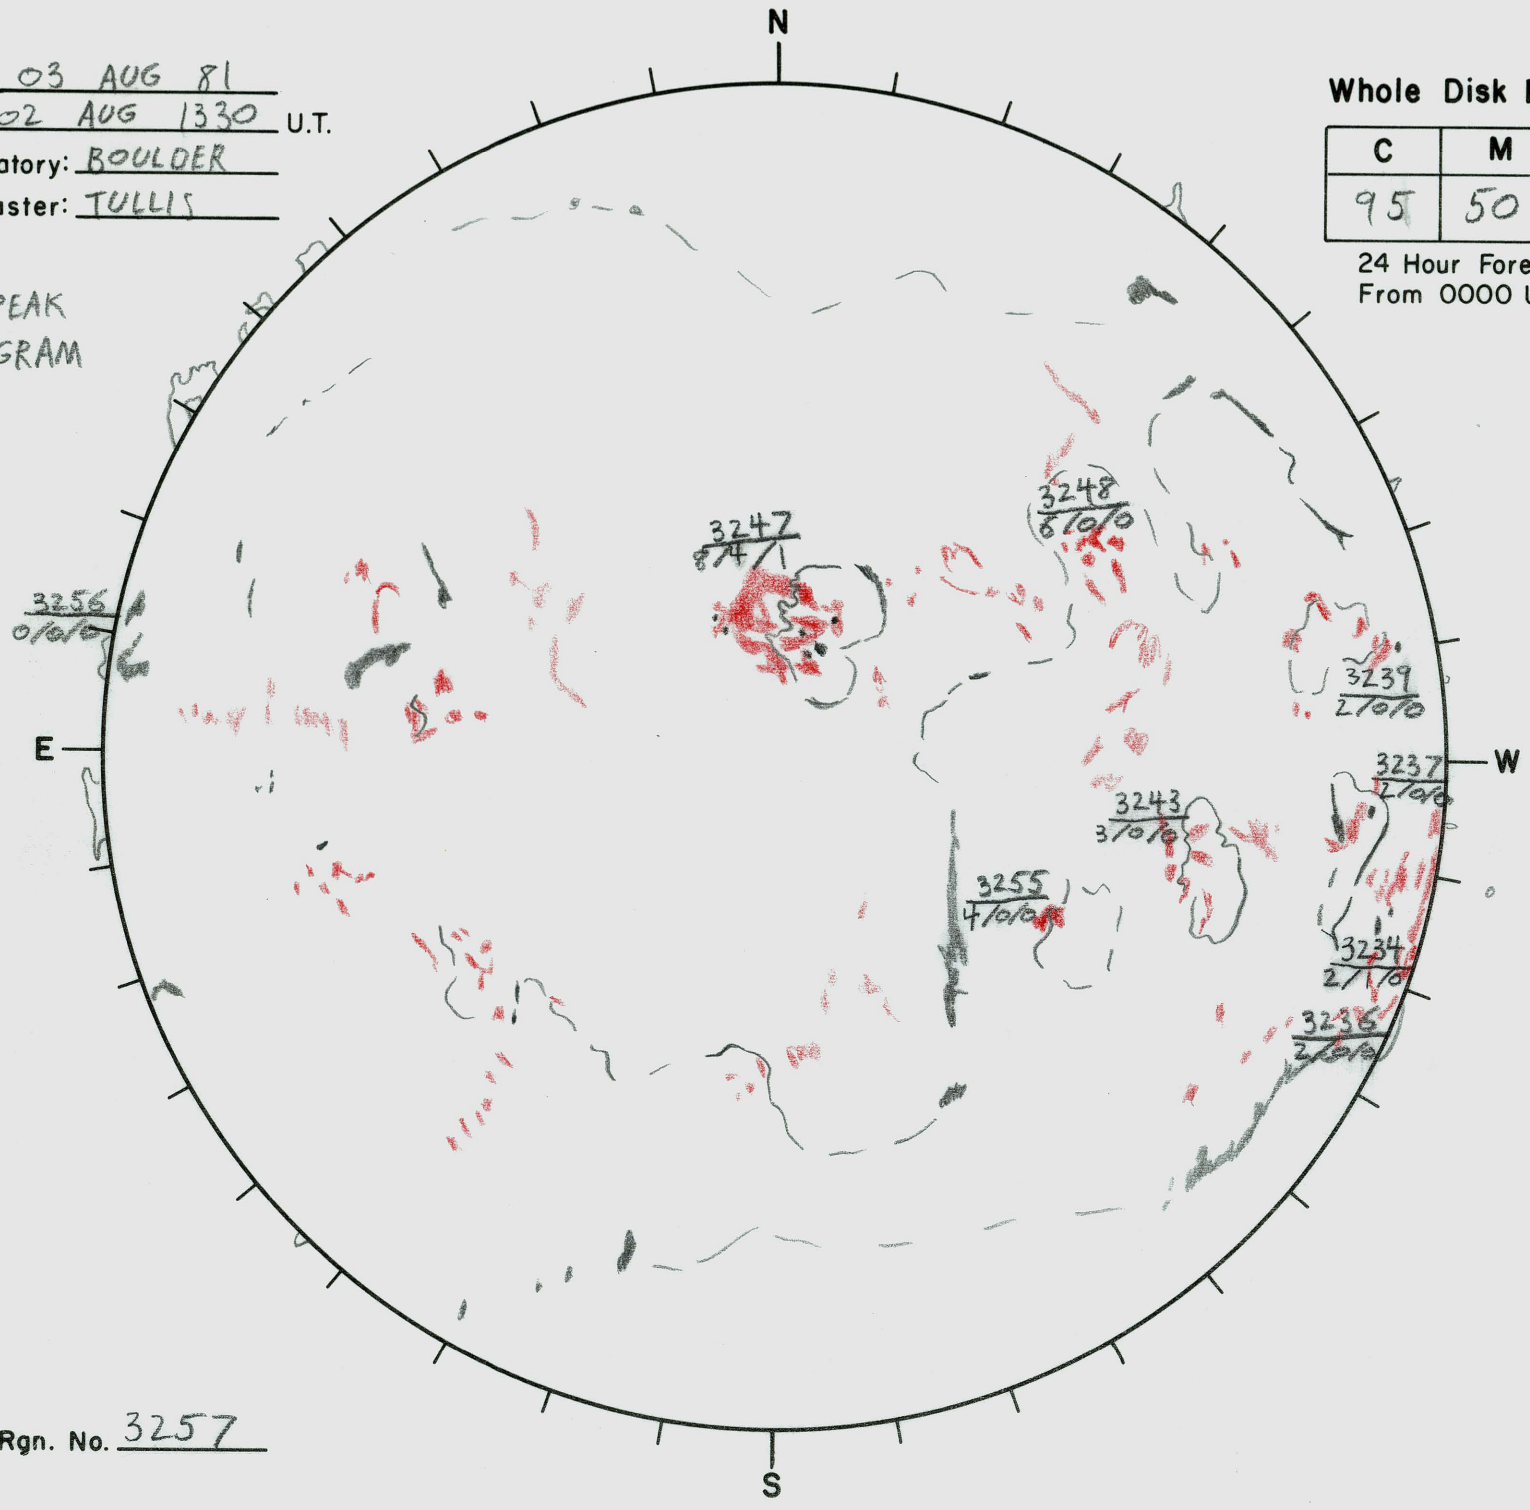 N
03 AUG 81
02 AUG 1330 U.T.
atory: BOULDER
aster: TULLIS
PEAK
GRAM
Whole Disk
C M
95 50
24 Hour Fore
From 0000 U
3248
6/0/0
3247
8/4/1
3256
0/0/0
3239
2/0/0
E
W
3237
2/0/0
3243
3/0/0
3255
4/0/0
3234
2/1/0
3236
2/0/0
Rgn. No. 3257
S